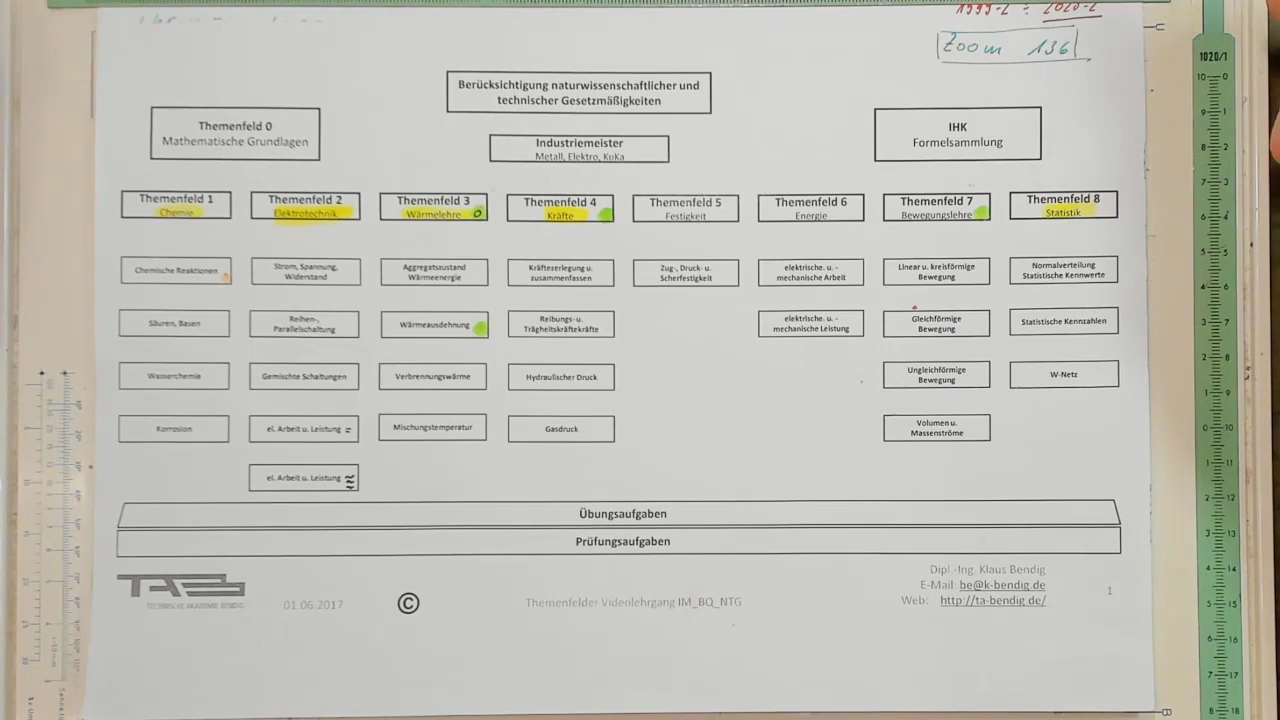 1999-2 ÷ 2020-2
Zoom 136
1020/1
Berücksichtigung naturwissenschaftlicher und
technischer Gesetzmäßigkeiten
Themenfeld 0
Mathematische Grundlagen
Industriemeister
Metall, Elektro, KuKa
IHK
Formelsammlung
Themenfeld 1
Chemie
Themenfeld 2
Elektrotechnik
Themenfeld 3
Wärmelehre
Themenfeld 4
Kräfte
Themenfeld 5
Festigkeit
Themenfeld 6
Energie
Themenfeld 7
Bewegungslehre
Themenfeld 8
Statistik
Chemische Reaktionen
Strom, Spannung,
Widerstand
Aggregatszustand
Wärmeenergie
Kräftezerlegung u.
zusammenfassen
Zug-, Druck- u.
Scherfestigkeit
elektrische. u. -
mechanische Arbeit
Linear u. kreisförmige
Bewegung
Normalverteilung
Statistische Kennwerte
Säuren, Basen
Reihen-,
Parallelschaltung
Wärmeausdehnung
Reibungs- u.
Trägheitskräftekräfte
elektrische. u. -
mechanische Leistung
Gleichförmige
Bewegung
Statistische Kennzahlen
Wasserchemie
Gemischte Schaltungen
Verbrennungswärme
Hydraulischer Druck
Ungleichförmige
Bewegung
W-Netz
Korrosion
el. Arbeit u. Leistung =
Mischungstemperatur
Gasdruck
Volumen u.
Massenströme
el. Arbeit u. Leistung ≈
Übungsaufgaben
Prüfungsaufgaben
TAB
TECHNISCHE AKADEMIE BENDIG
01.06.2017
©
Themenfelder Videolehrgang IM_BQ_NTG
Dipl.-Ing. Klaus Bendig
E-Mail be@k-bendig.de
Web: http://ta-bendig de/
1